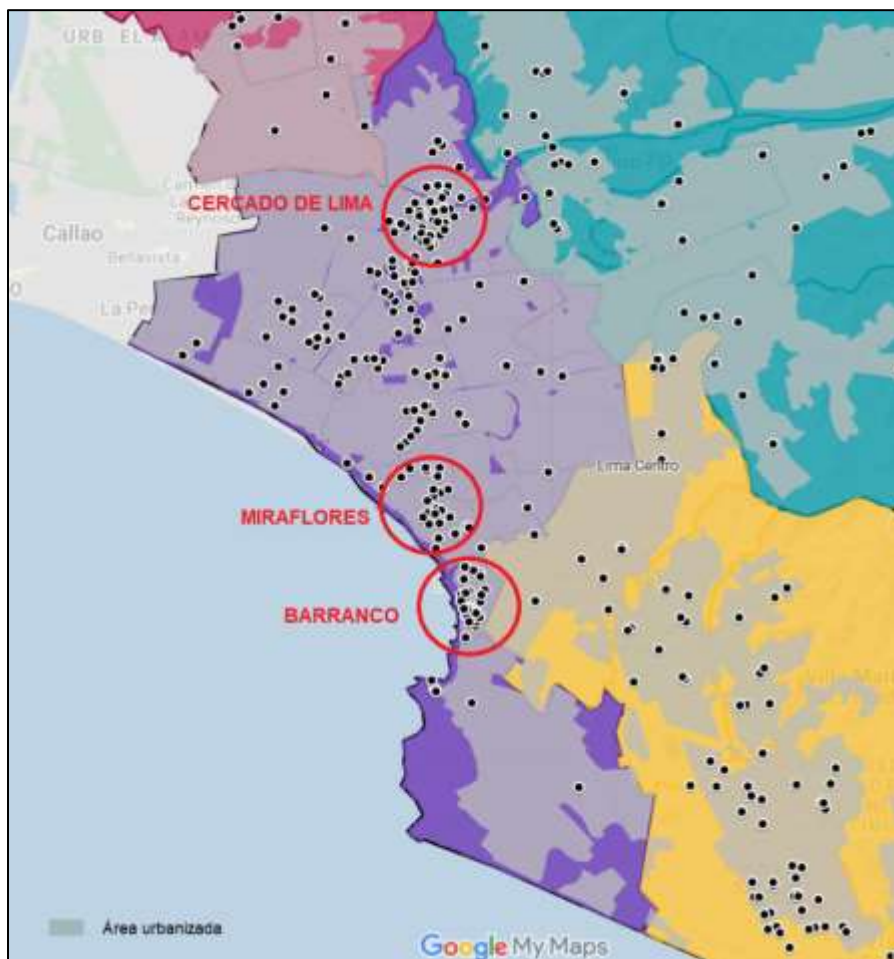 URB EL
CERCADO DE LIMA
Callao
Bellavista
La Pe
Lima Centro
MIRAFLORES
BARRANCO
Área urbanizada
Google My Maps